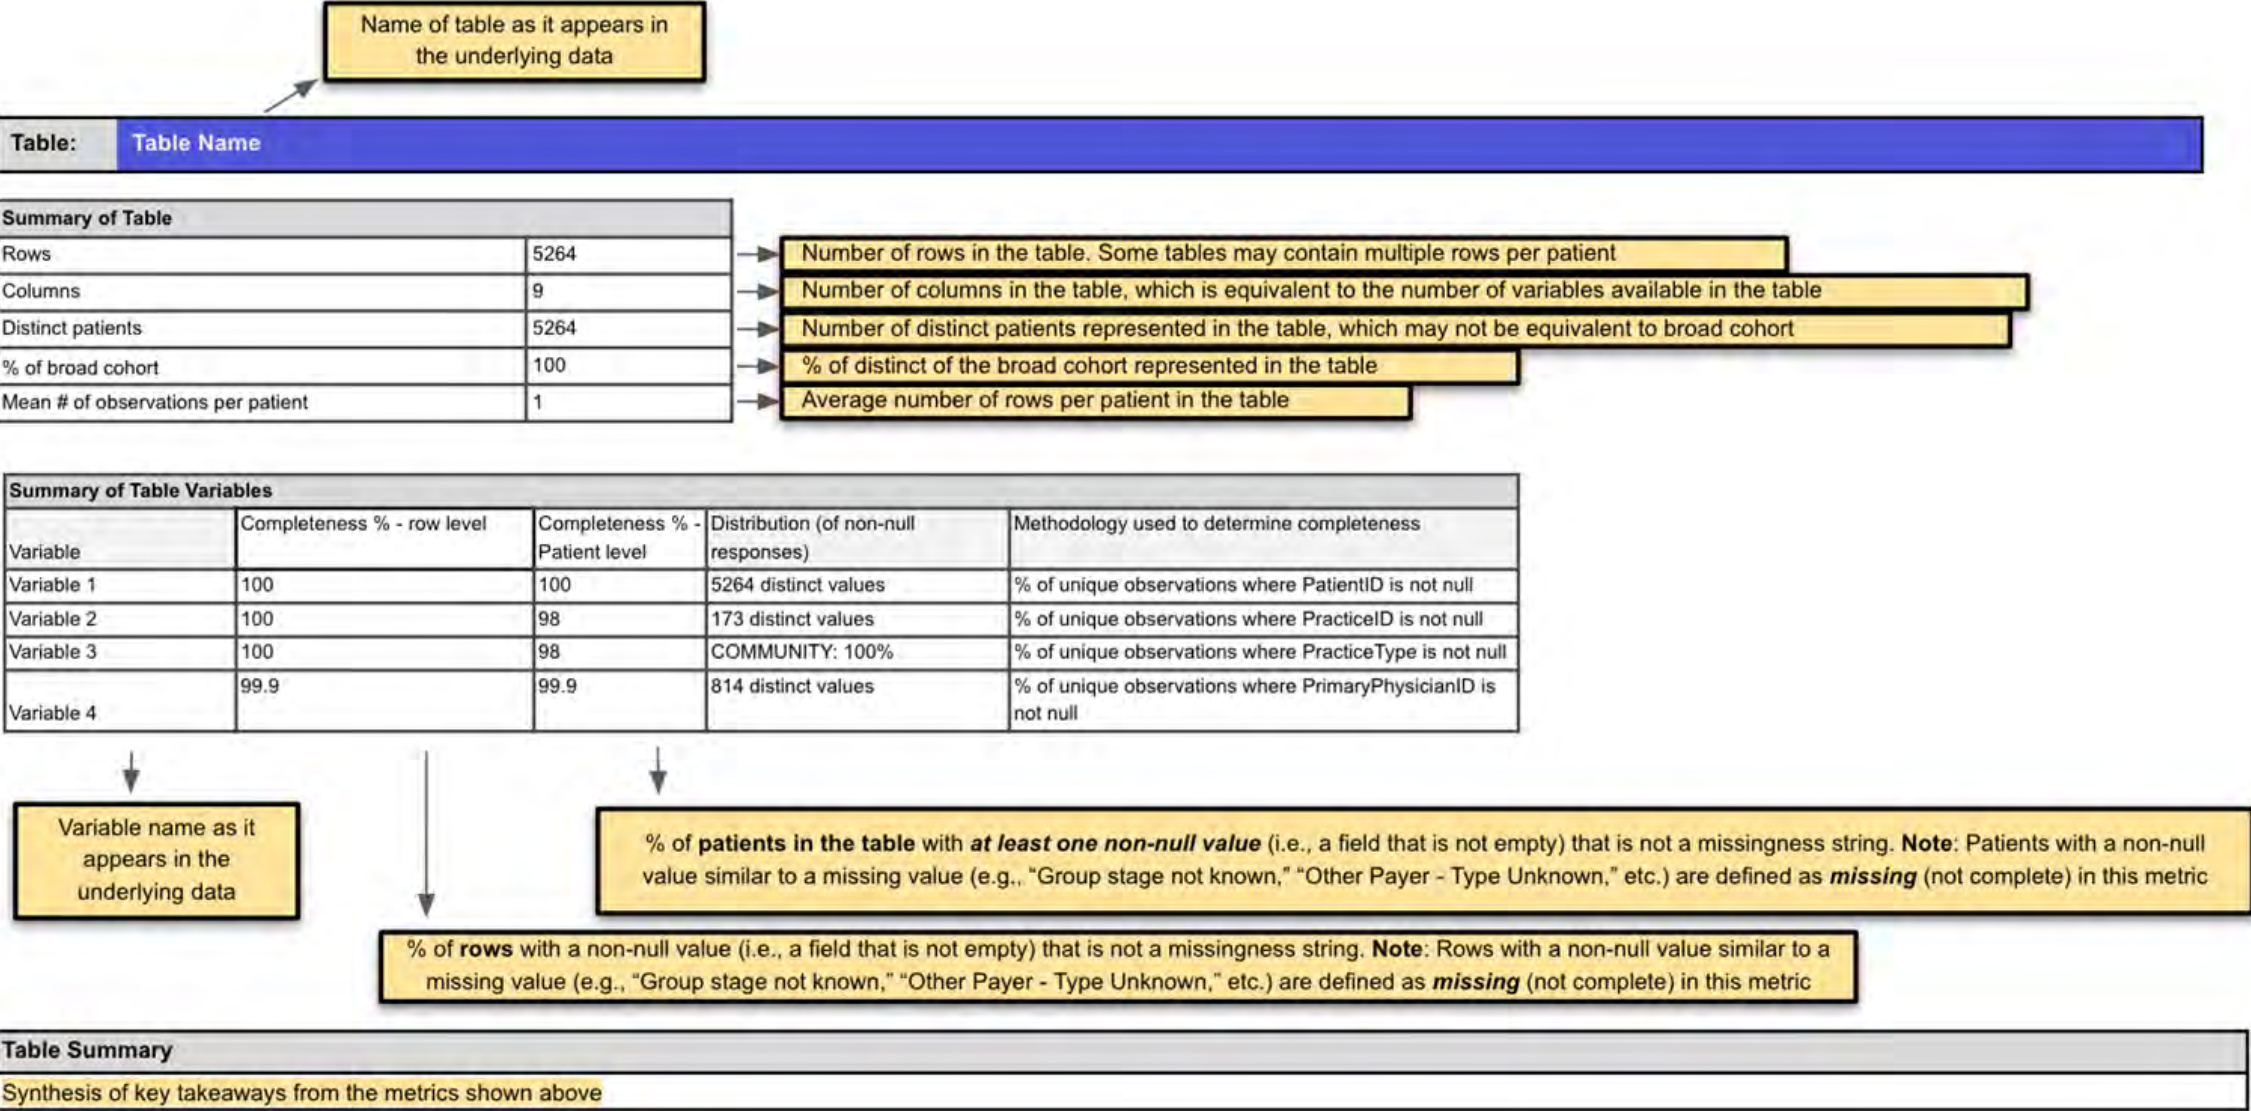 Name of table as it appears in
the underlying data
Table: Table Name
Summary of Table
Rows 5264 Number of rows in the table. Some tables may contain multiple rows per patient
Columns 9 Number of columns in the table, which is equivalent to the number of variables available in the table
Distinct patients 5264 Number of distinct patients represented in the table, which may not be equivalent to broad cohort
% of broad cohort 100 % of distinct of the broad cohort represented in the table
Mean # of observations per patient 1 Average number of rows per patient in the table
Summary of Table Variables
Completeness % - row level Completeness % - Distribution (of non-null Methodology used to determine completeness
Variable Patient level responses)
Variable 1 100 100 5264 distinct values % of unique observations where PatientID is not null
Variable 2 100 98 173 distinct values % of unique observations where PracticeID is not null
Variable 3 100 98 COMMUNITY: 100% % of unique observations where PracticeType is not null
99.9 99.9 814 distinct values % of unique observations where PrimaryPhysicianID is
Variable 4 not null
Variable name as it
appears in the
underlying data
% of patients in the table with at least one non-null value (i.e., a field that is not empty) that is not a missingness string. Note: Patients with a non-null
value similar to a missing value (e.g., “Group stage not known,” “Other Payer - Type Unknown,” etc.) are defined as missing (not complete) in this metric
% of rows with a non-null value (i.e., a field that is not empty) that is not a missingness string. Note: Rows with a non-null value similar to a
missing value (e.g., “Group stage not known,” “Other Payer - Type Unknown,” etc.) are defined as missing (not complete) in this metric
Table Summary
Synthesis of key takeaways from the metrics shown above